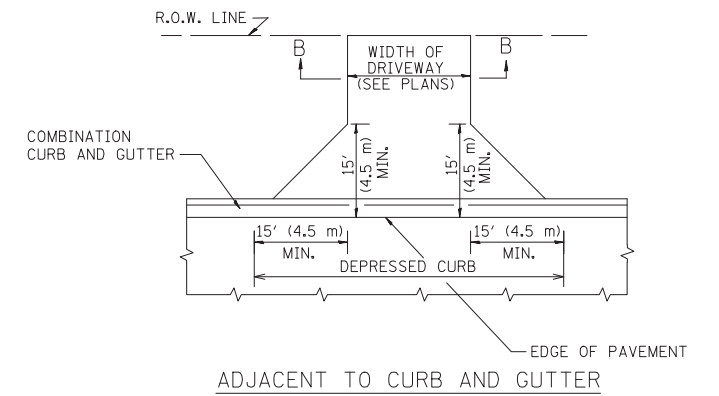 R.O.W. LINE
B
B
WIDTH OF
DRIVEWAY
(SEE PLANS)
COMBINATION
CURB AND GUTTER
15'
(4.5 m)
MIN.
15'
(4.5 m)
MIN.
15' (4.5 m)
MIN.
15' (4.5 m)
MIN.
DEPRESSED CURB
EDGE OF PAVEMENT
ADJACENT TO CURB AND GUTTER